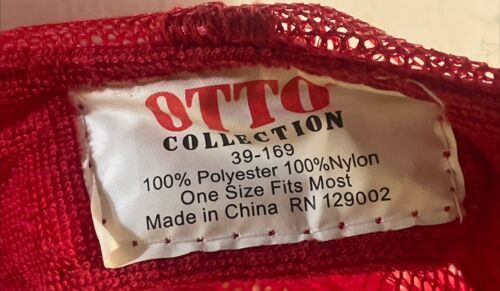 OTTO
COLLECTION
39-169
100% Polyester 100%Nylon
One Size Fits Most
Made in China RN 129002